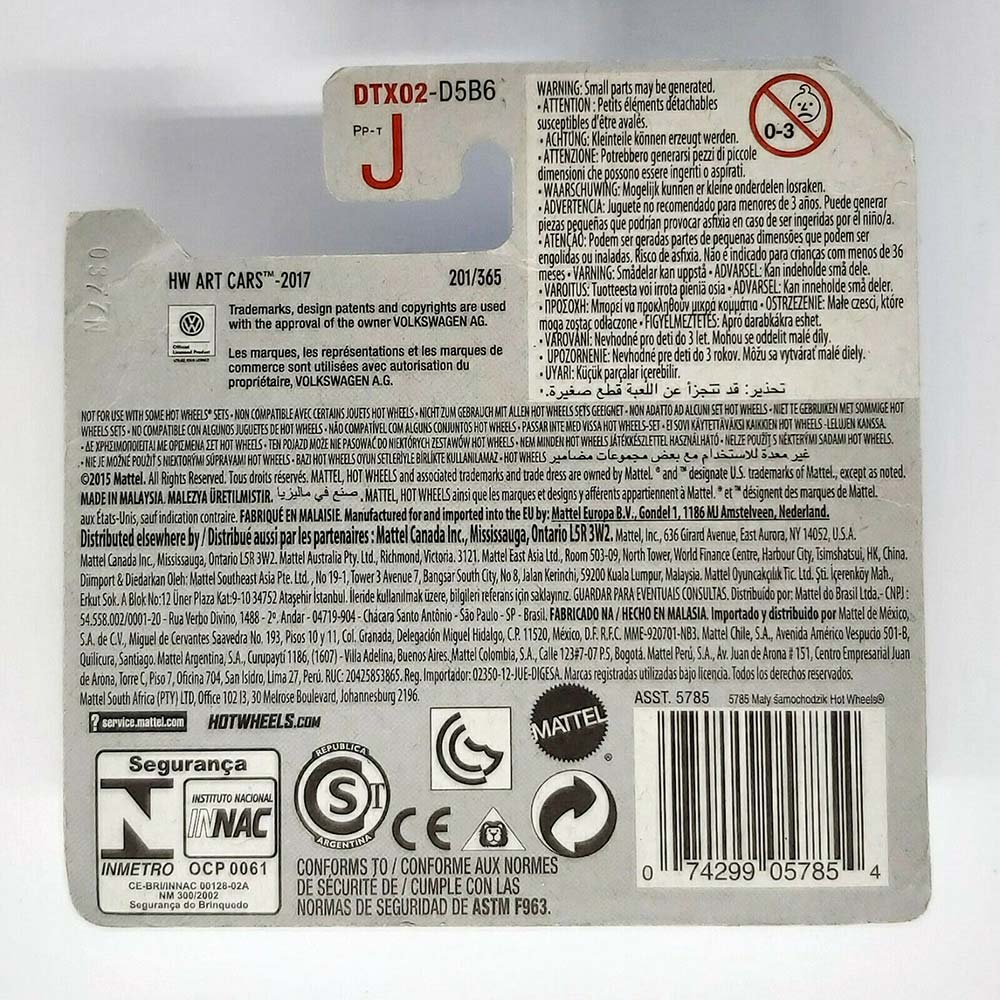 DTX02-D5B6
PP-T
J
WARNING: Small parts may be generated.
• ATTENTION : Petits éléments détachables
susceptibles d'être avalés.
• ACHTUNG: Kleinteile können erzeugt werden.
• ATTENZIONE: Potrebbero generarsi pezzi di piccole
dimensioni che possono essere ingeriti o aspirati.
• WAARSCHUWING: Mogelijk kunnen er kleine onderdelen losraken.
• ADVERTENCIA: Juguete no recomendado para menores de 3 años. Puede generar
piezas pequeñas que podrían provocar asfixia en caso de ser ingeridas por el niño/a.
• ATENÇÃO: Podem ser geradas partes de pequenas dimensões que podem ser
engolidas ou inaladas. Risco de asfixia. Não é indicado para crianças com menos de 36
meses • VARNING: Smådelar kan uppstå • ADVARSEL: Kan indeholde små dele.
• VAROITUS: Tuotteesta voi irrota pieniä osia • ADVARSEL: Kan inneholde små deler.
• ΠΡΟΣΟΧΗ: Μπορεί να προκληθούν μικρά κομμάτια • OSTRZEŻENIE: Małe części, które
mogą zostać odłączone • FIGYELMEZTETÉS: Apró darabkákra eshet.
• VAROVÁNÍ: Nevhodné pro děti do 3 let. Mohou se oddělit malé díly.
• UPOZORNENIE: Nevhodné pre deti do 3 rokov. Môžu sa vytvárať malé diely.
• UYARI: Küçük parçalar içerebilir.
• تحذير: قد تتجزأ عن اللعبة قطع صغيرة.
0-3
HW ART CARS™-2017 201/365
Official
Licensed Product
Trademarks, design patents and copyrights are used
with the approval of the owner VOLKSWAGEN AG.
Les marques, les représentations et les marques de
commerce sont utilisées avec autorisation du
propriétaire, VOLKSWAGEN A.G.
NOT FOR USE WITH SOME HOT WHEELS® SETS • NON COMPATIBLE AVEC CERTAINS JOUETS HOT WHEELS • NICHT ZUM GEBRAUCH MIT ALLEN HOT WHEELS SETS GEEIGNET • NON ADATTO AD ALCUNI SET HOT WHEELS • NIET TE GEBRUIKEN MET SOMMIGE HOT
WHEELS SETS • NO COMPATIBLE CON ALGUNOS JUGUETES DE HOT WHEELS • NÃO COMPATÍVEL COM ALGUNS CONJUNTOS HOT WHEELS • PASSAR INTE MED VISSA HOT WHEELS-SET • EI SOVI KÄYTETTÄVÄKSI KAIKKIEN HOT WHEELS -LELUJEN KANSSA.
• ΔΕ ΧΡΗΣΙΜΟΠΟΙΕΙΤΑΙ ΜΕ ΟΡΙΣΜΕΝΑ SET HOT WHEELS • TEN POJAZD MOŻE NIE PASOWAĆ DO NIEKTÓRYCH ZESTAWÓW HOT WHEELS • NEM MINDEN HOT WHEELS JÁTÉKKÉSZLETTEL HASZNÁLHATÓ • NELZE POUŽÍT S NĚKTERÝMI SADAMI HOT WHEELS.
• NIE JE MOŽNÉ POUŽIŤ S NIEKTORÝMI SÚPRAVAMI HOT WHEELS • BAZI HOT WHEELS OYUN SETLERİYLE BİRLİKTE KULLANILAMAZ • HOT WHEELS غير معدة للاستخدام مع بعض مجموعات مضامير
©2015 Mattel. All Rights Reserved. Tous droits réservés. MATTEL, HOT WHEELS and associated trademarks and trade dress are owned by Mattel. ® and ™ designate U.S. trademarks of Mattel, except as noted.
MADE IN MALAYSIA. MALEZYA ÜRETİLMİŞTİR. صنع في ماليزيا. MATTEL, HOT WHEELS ainsi que les marques et designs y afférents appartiennent à Mattel. ® et ™ désignent des marques de Mattel.
aux États-Unis, sauf indication contraire. FABRIQUÉ EN MALAISIE. Manufactured for and imported into the EU by: Mattel Europa B.V., Gondel 1, 1186 MJ Amstelveen, Nederland.
Distributed elsewhere by / Distribué aussi par les partenaires : Mattel Canada Inc., Mississauga, Ontario L5R 3W2. Mattel, Inc., 636 Girard Avenue, East Aurora, NY 14052, U.S.A.
Mattel Canada Inc., Mississauga, Ontario L5R 3W2. Mattel Australia Pty. Ltd., Richmond, Victoria. 3121. Mattel East Asia Ltd., Room 503-09, North Tower, World Finance Centre, Harbour City, Tsimshatsui, HK, China.
Diimport & Diedarkan Oleh: Mattel Southeast Asia Pte. Ltd., No 19-1, Tower 3 Avenue 7, Bangsar South City, No 8, Jalan Kerinchi, 59200 Kuala Lumpur, Malaysia. Mattel Oyuncakçılık Tic. Ltd. Şti. İçerenköy Mah.,
Erkut Sok. A Blok No:12 Üner Plaza Kat:9-10 34752 Ataşehir İstanbul. İleride kullanılmak üzere, bilgileri referans için saklayınız. GUARDAR PARA EVENTUAIS CONSULTAS. Distribuido por: Mattel do Brasil Ltda.- CNPJ :
54.558.002/0001-20 - Rua Verbo Divino, 1488 - 2º. Andar - 04719-904 - Chácara Santo Antônio - São Paulo - SP - Brasil. FABRICADO NA / HECHO EN MALASIA. Importado y distribuido por Mattel de México,
S.A. de C.V., Miguel de Cervantes Saavedra No. 193, Pisos 10 y 11, Col. Granada, Delegación Miguel Hidalgo, C.P. 11520, México, D.F. R.F.C. MME-920701-NB3. Mattel Chile, S.A., Avenida Américo Vespucio 501-B,
Quilicura, Santiago. Mattel Argentina, S.A., Curupaytí 1186, (1607) - Villa Adelina, Buenos Aires. Mattel Colombia, S.A., Calle 123#7-07 P.5, Bogotá. Mattel Perú, S.A., Av. Juan de Arona # 151, Centro Empresarial Juan
de Arona, Torre C, Piso 7, Oficina 704, San Isidro, Lima 27, Perú. RUC: 20425853865. Reg. Importador: 02350-12-JUE-DIGESA. Marcas registradas utilizadas bajo licencia. Todos los derechos reservados.
Mattel South Africa (PTY) LTD, Office 102 I3, 30 Melrose Boulevard, Johannesburg 2196.
? service.mattel.com HOTWHEELS.COM
MATTEL ®
ASST. 5785 5785 Mały samochodzik Hot Wheels®
Segurança
INSTITUTO NACIONAL
INNAC
INMETRO OCP 0061
CE-BRI/INNAC 00128-02A
NM 300/2002
Segurança do Brinquedo
REPUBLICA
ARGENTINA
CE
CONFORMS TO / CONFORME AUX NORMES
DE SÉCURITÉ DE / CUMPLE CON LAS
NORMAS DE SEGURIDAD DE ASTM F963.
0 74299 05785 4